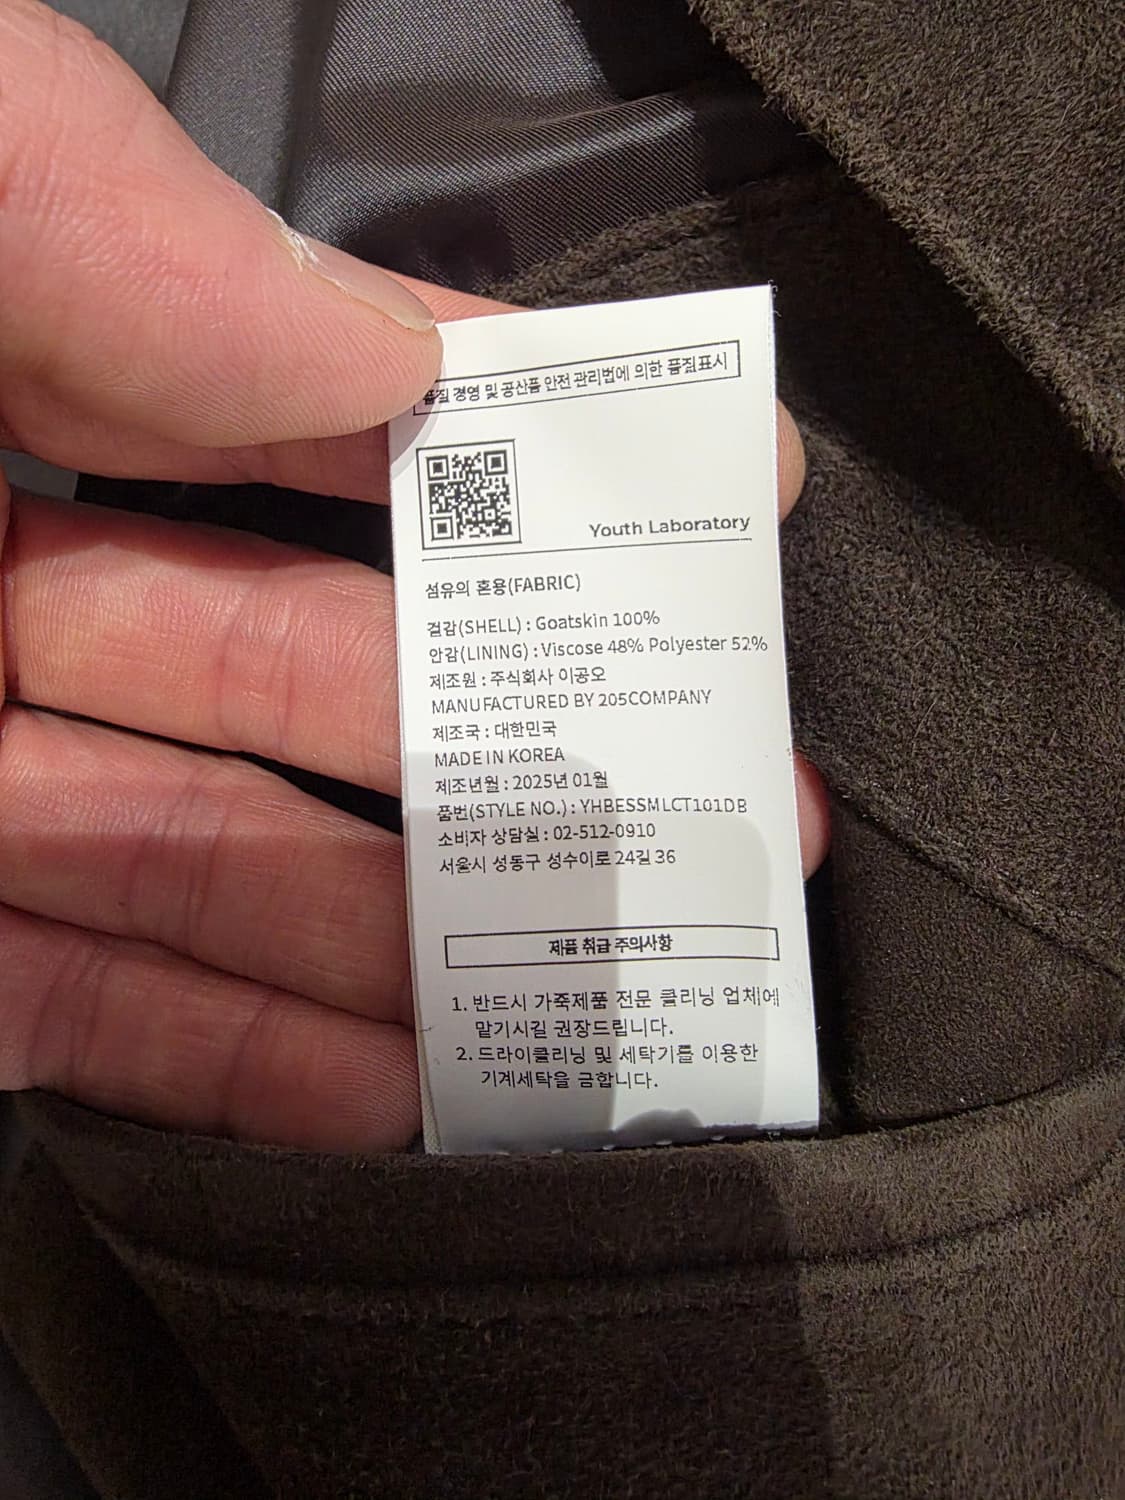 품질 경영 및 공산품 안전 관리법에 의한 품질표시
Youth Laboratory
섬유의 혼용(FABRIC)
겉감(SHELL) : Goatskin 100%
안감(LINING) : Viscose 48% Polyester 52%
제조원 : 주식회사 이공오
MANUFACTURED BY 205COMPANY
제조국 : 대한민국
MADE IN KOREA
제조년월 : 2025년 01월
품번(STYLE NO.) : YHBESSMLCT101DB
소비자 상담실 : 02-512-0910
서울시 성동구 성수이로 24길 36
제품 취급 주의사항
1. 반드시 가죽제품 전문 클리닝 업체에
맡기시길 권장드립니다.
2. 드라이클리닝 및 세탁기를 이용한
기계세탁을 금합니다.